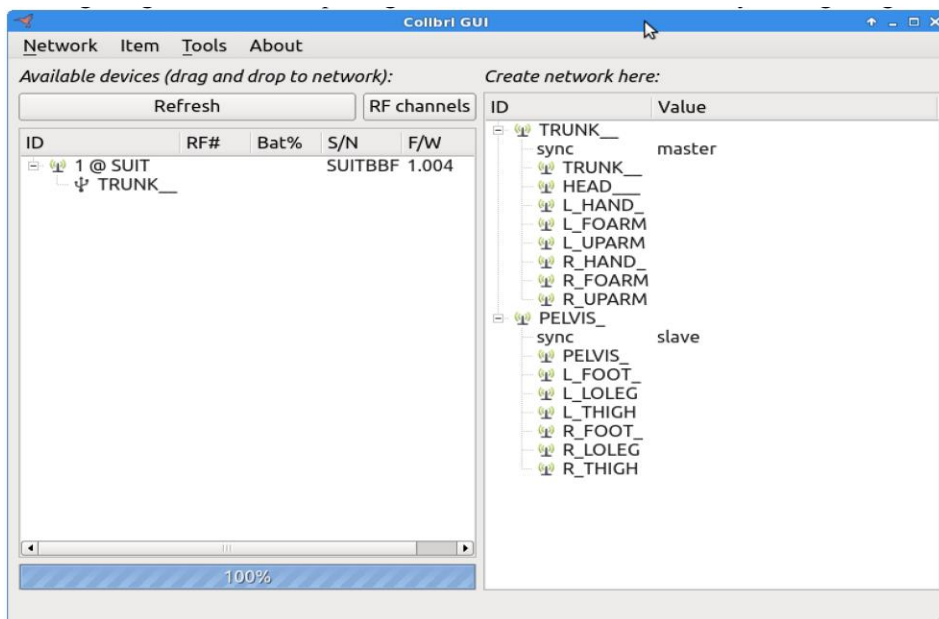 Colibri GUI
Network Item Tools About
Available devices (drag and drop to network):
Refresh RF channels
ID RF# Bat% S/N F/W
1 @ SUIT SUITBBF 1.004
TRUNK__
100%
Create network here:
ID Value
TRUNK__
sync master
TRUNK__
HEAD___
L_HAND_
L_FOARM
L_UPARM
R_HAND_
R_FOARM
R_UPARM
PELVIS_
sync slave
PELVIS_
L_FOOT_
L_LOLEG
L_THIGH
R_FOOT_
R_LOLEG
R_THIGH